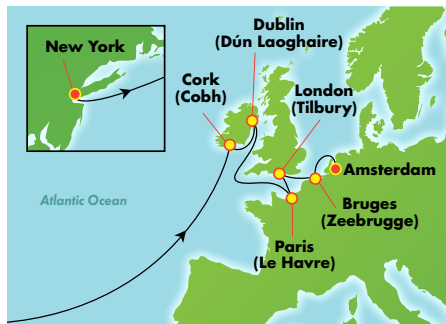 New York
Dublin
(Dún Laoghaire)
Cork
(Cobh)
London
(Tilbury)
Amsterdam
Atlantic Ocean
Bruges
(Zeebrugge)
Paris
(Le Havre)